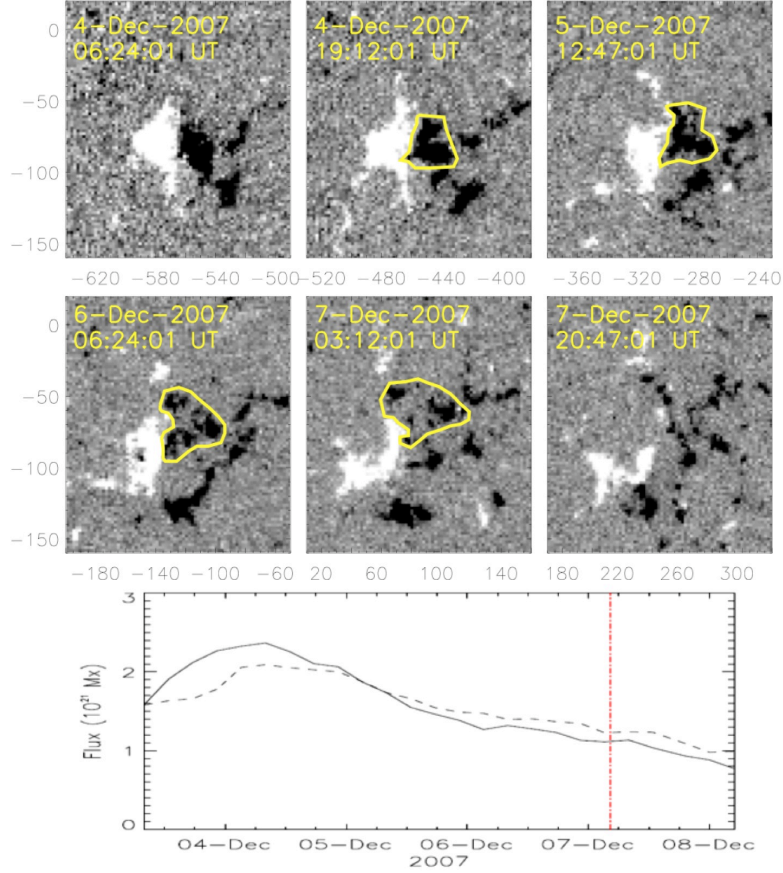 4-Dec-2007
06:24:01 UT
4-Dec-2007
19:12:01 UT
5-Dec-2007
12:47:01 UT
0
−50
−100
−150
−620 −580 −540 −500
−520 −480 −440 −400
−360 −320 −280 −240
6-Dec-2007
06:24:01 UT
7-Dec-2007
03:12:01 UT
7-Dec-2007
20:47:01 UT
0
−50
−100
−150
−180 −140 −100 −60
20 60 100 140
180 220 260 300
Flux (10²¹ Mx)
3
2
1
0
04-Dec 05-Dec 06-Dec 07-Dec 08-Dec
2007